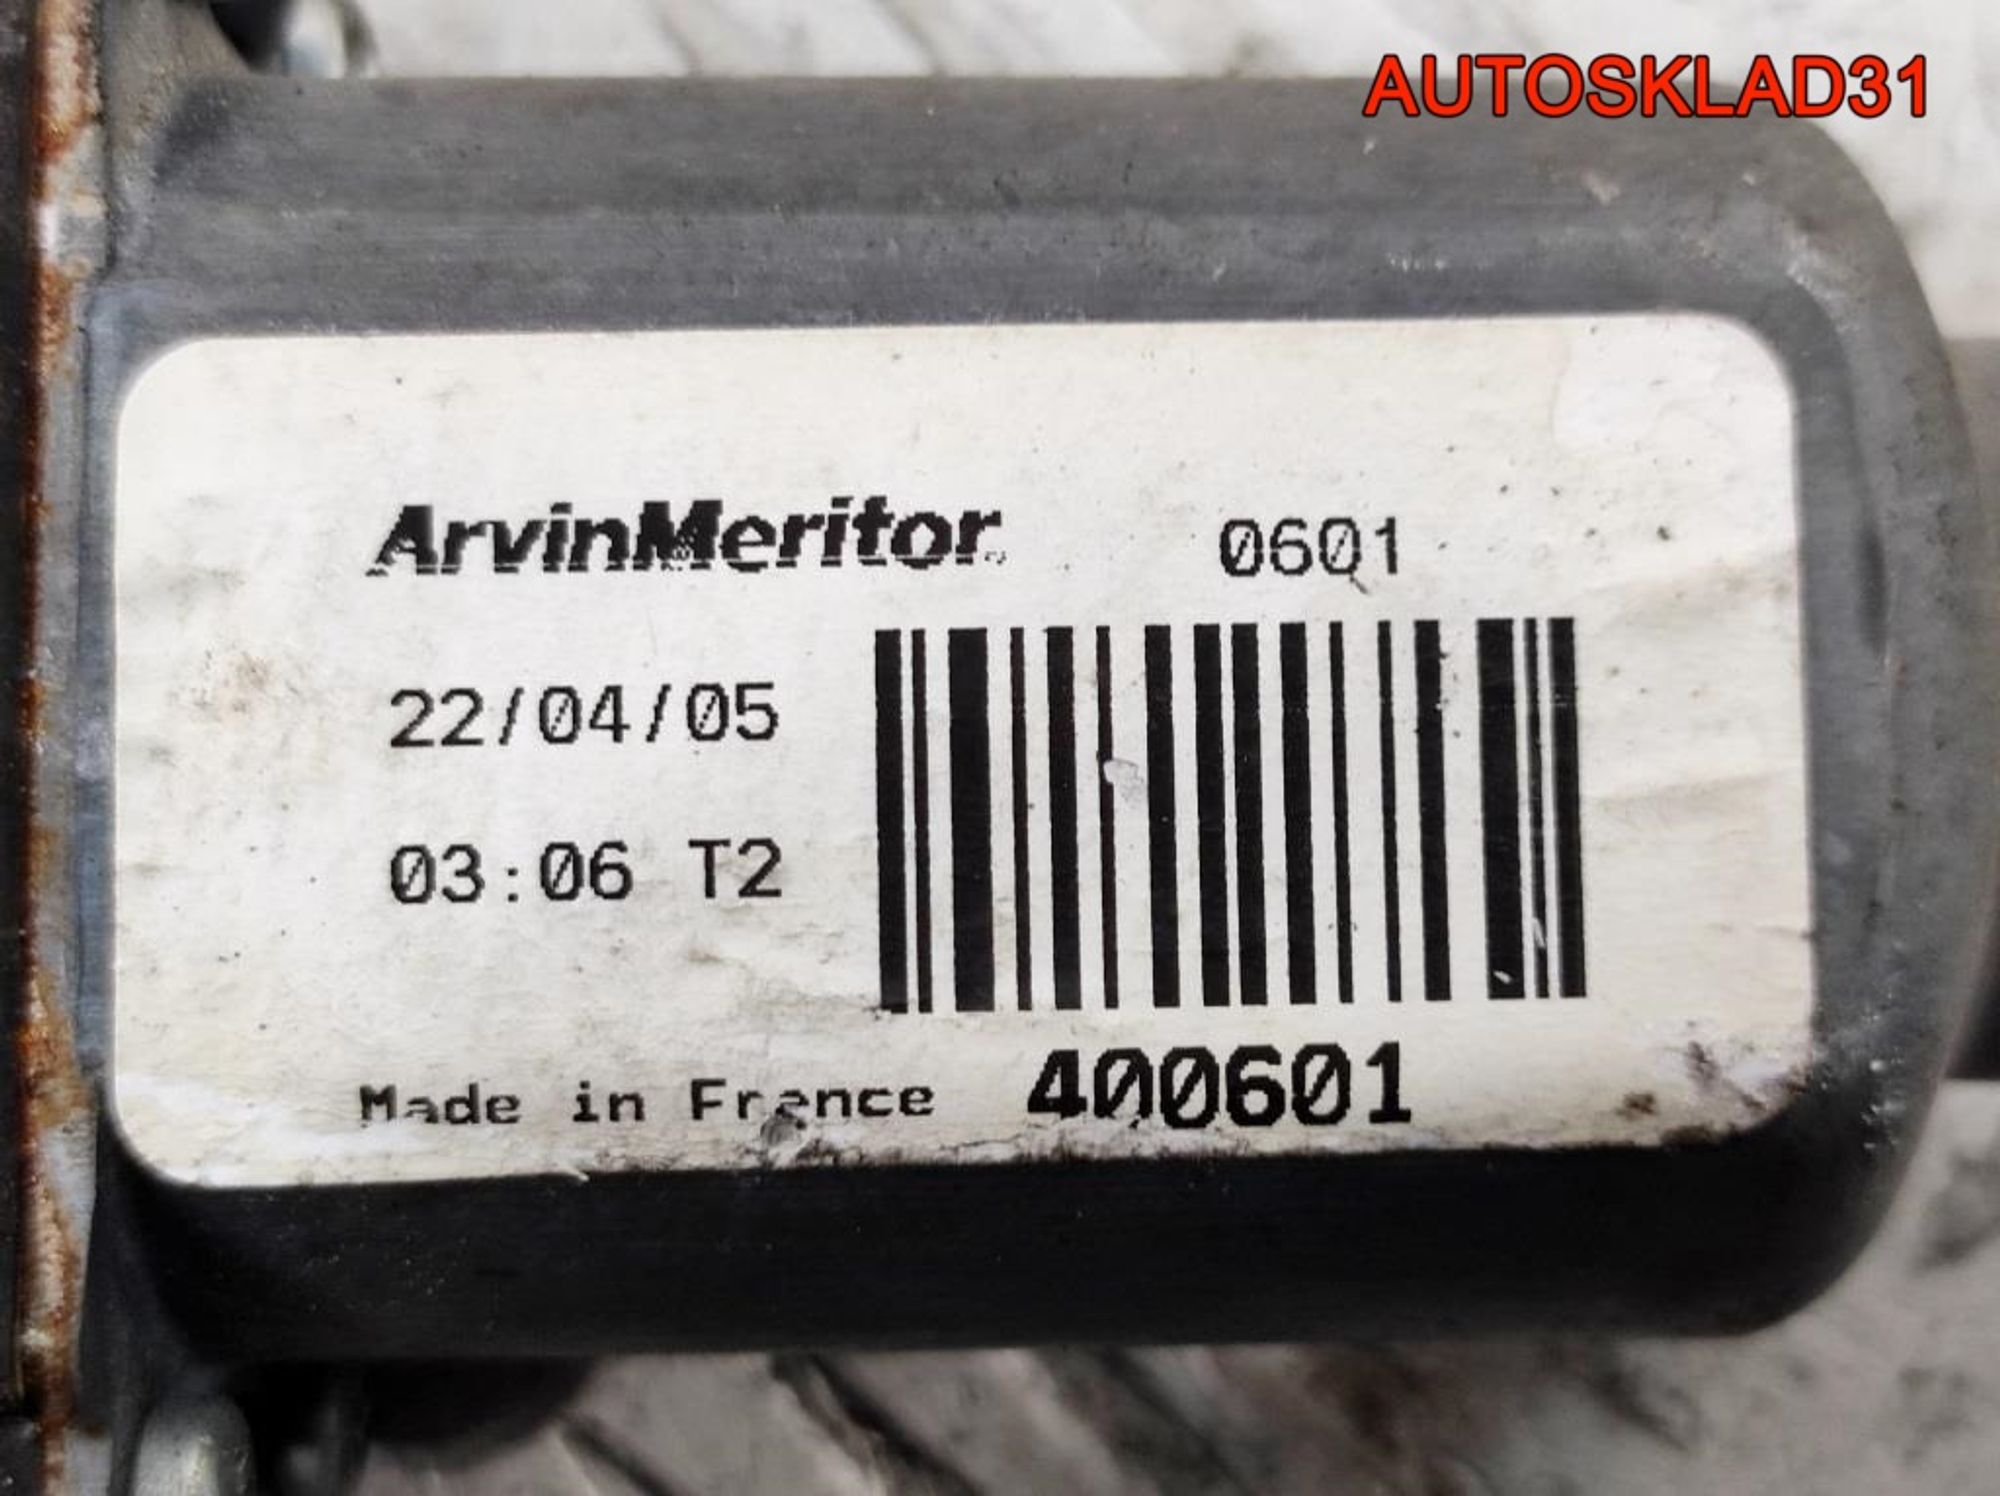 AUTOSKLAD31
ArvinMeritor 0601
22/04/05
03:06 T2
Made in France 400601